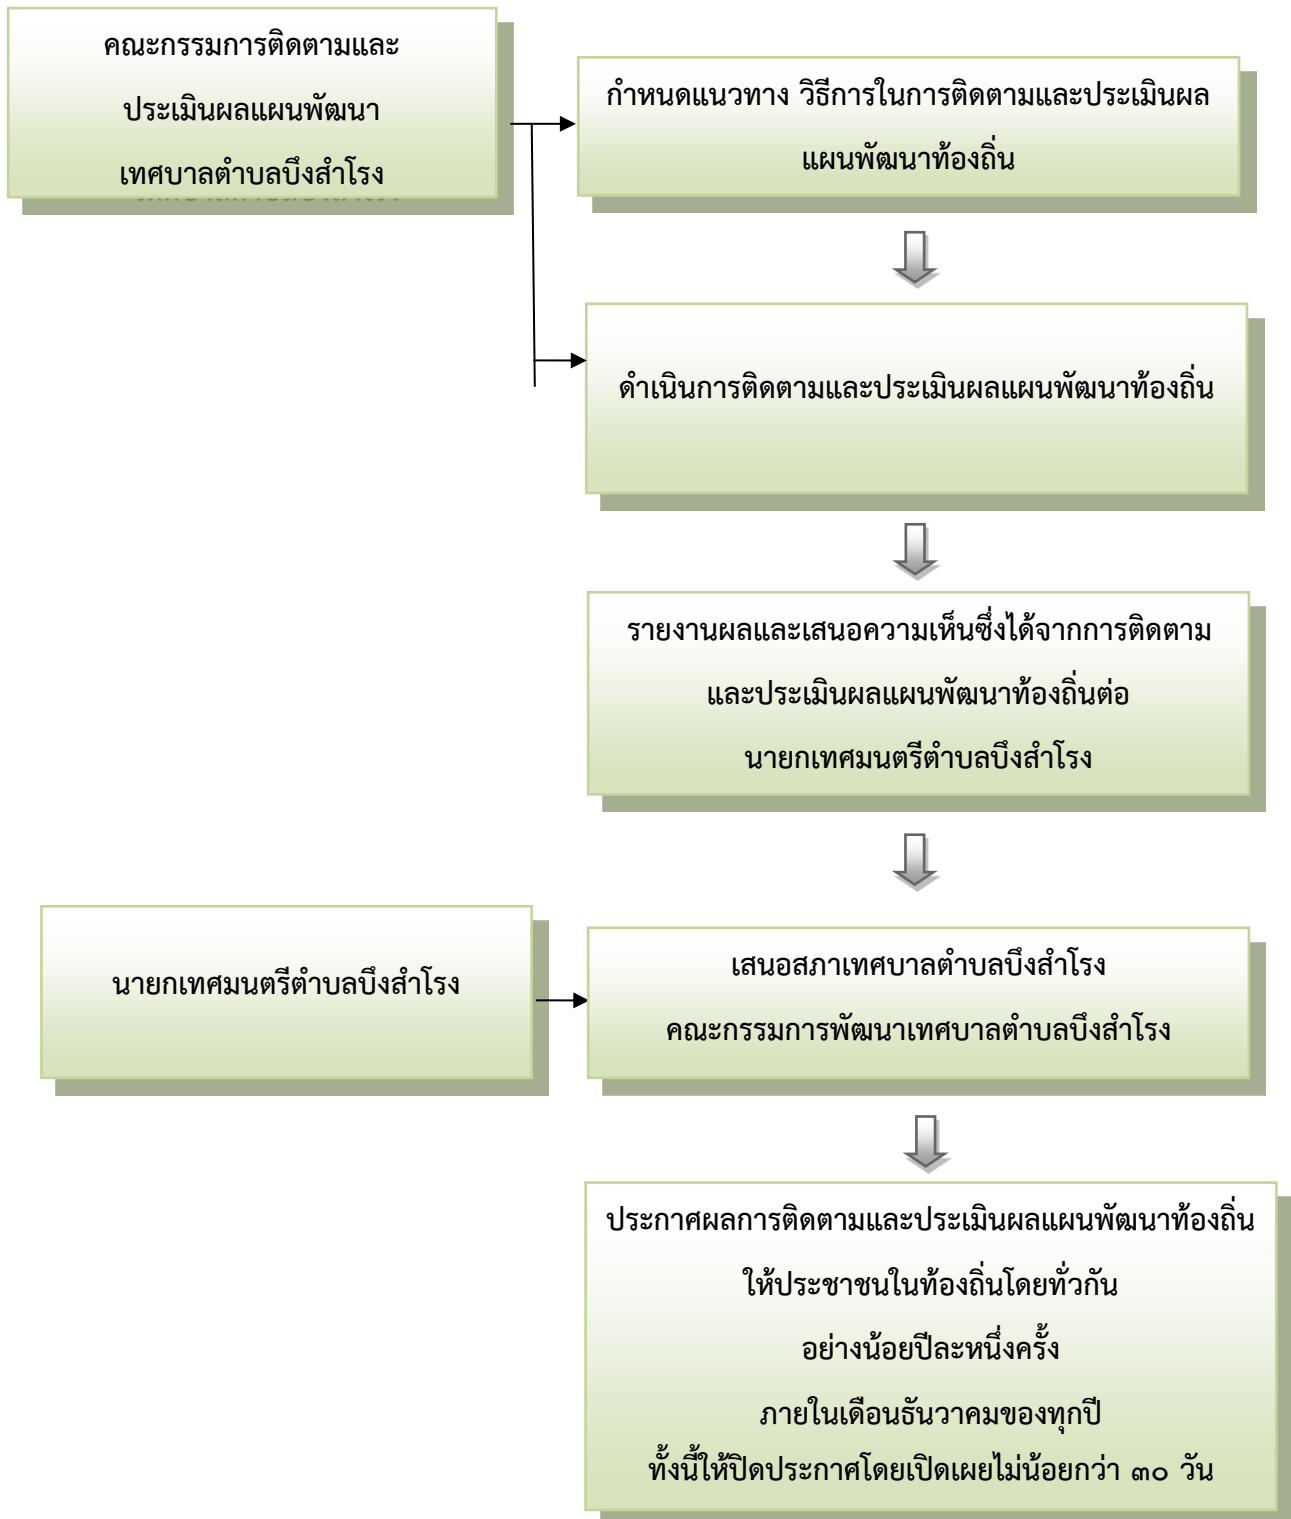 คณะกรรมการติดตามและ
ประเมินผลแผนพัฒนา
เทศบาลตำบลบึงสำโรง
กำหนดแนวทาง วิธีการในการติดตามและประเมินผล
แผนพัฒนาท้องถิ่น
ดำเนินการติดตามและประเมินผลแผนพัฒนาท้องถิ่น
รายงานผลและเสนอความเห็นซึ่งได้จากการติดตาม
และประเมินผลแผนพัฒนาท้องถิ่นต่อ
นายกเทศมนตรีตำบลบึงสำโรง
นายกเทศมนตรีตำบลบึงสำโรง
เสนอสภาเทศบาลตำบลบึงสำโรง
คณะกรรมการพัฒนาเทศบาลตำบลบึงสำโรง
ประกาศผลการติดตามและประเมินผลแผนพัฒนาท้องถิ่น
ให้ประชาชนในท้องถิ่นโดยทั่วกัน
อย่างน้อยปีละหนึ่งครั้ง
ภายในเดือนธันวาคมของทุกปี
ทั้งนี้ให้ปิดประกาศโดยเปิดเผยไม่น้อยกว่า ๓๐ วัน